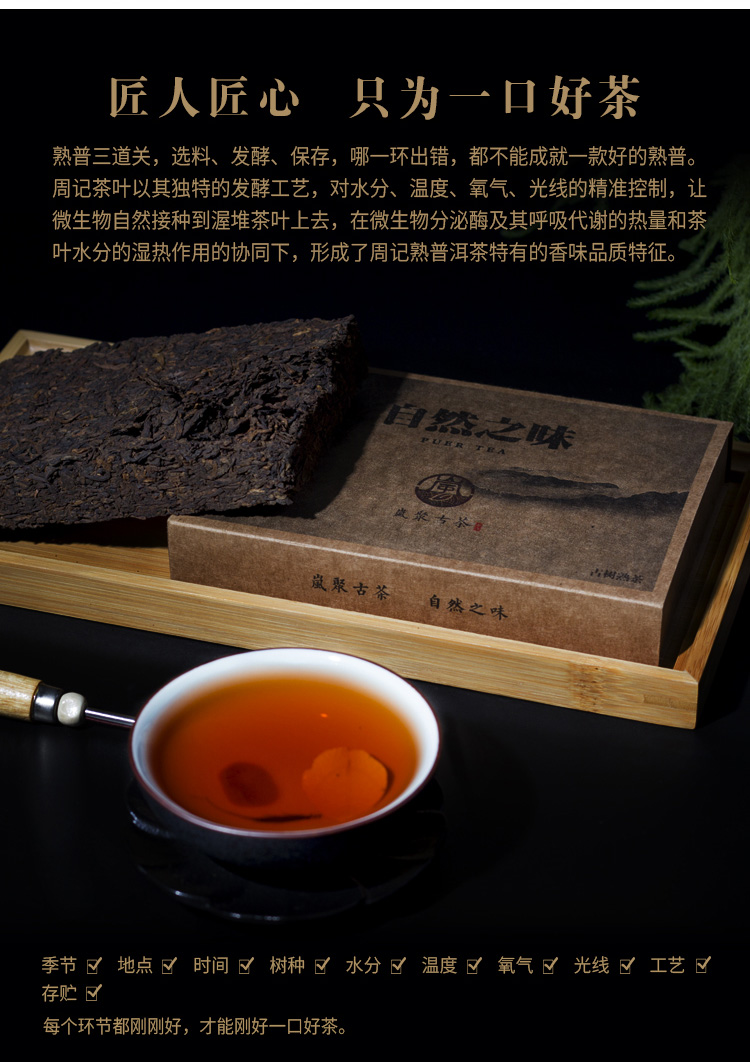 匠人匠心 只为一口好茶
熟普三道关，选料、发酵、保存，哪一环出错，都不能成就一款好的熟普。
周记茶叶以其独特的发酵工艺，对水分、温度、氧气、光线的精准控制，让
微生物自然接种到渥堆茶叶上去，在微生物分泌酶及其呼吸代谢的热量和茶
叶水分的湿热作用的协同下，形成了周记熟普洱茶特有的香味品质特征。
自然之味
PUER TEA
嵐聚古茶
古树熟茶
嵐聚古茶 自然之味
季节 ☑ 地点 ☑ 时间 ☑ 树种 ☑ 水分 ☑ 温度 ☑ 氧气 ☑ 光线 ☑ 工艺 ☑
存贮 ☑
每个环节都刚刚好，才能刚好一口好茶。